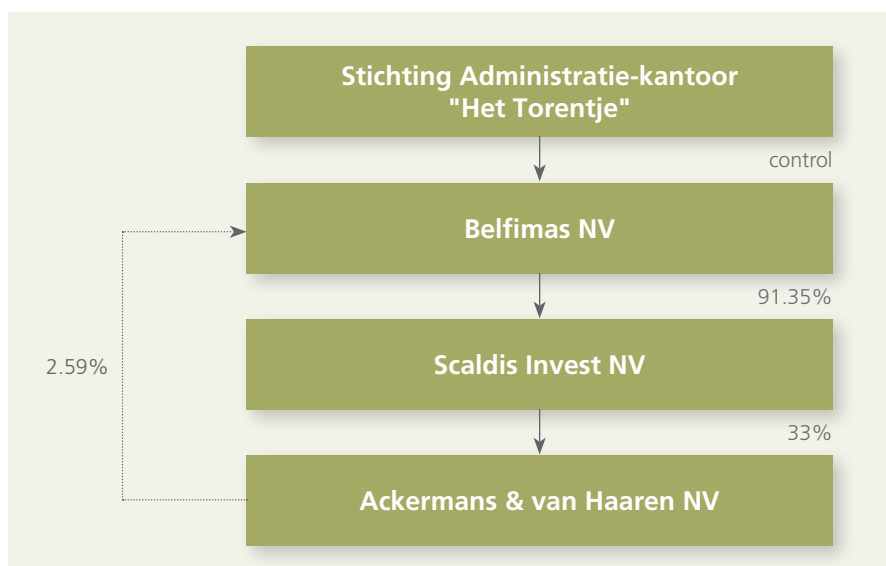 Stichting Administratie-kantoor
"Het Torentje"
control
Belfimas NV
91.35%
Scaldis Invest NV
2.59%
33%
Ackermans & van Haaren NV